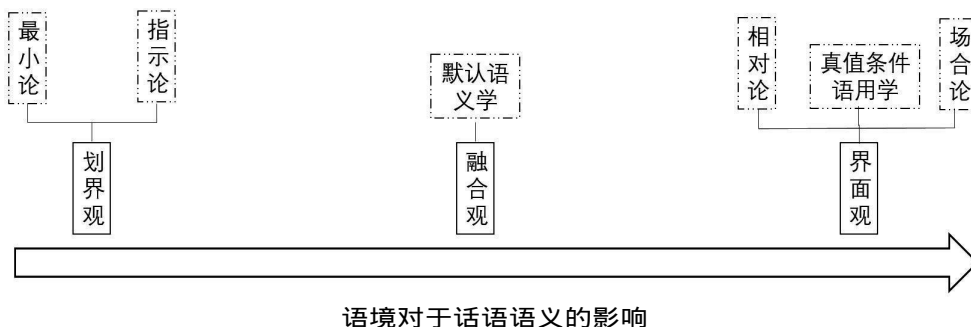 最小论
指示论
默认语
义学
相对论
真值条件
语用学
场合论
划界观
融合观
界面观
语境对于话语语义的影响